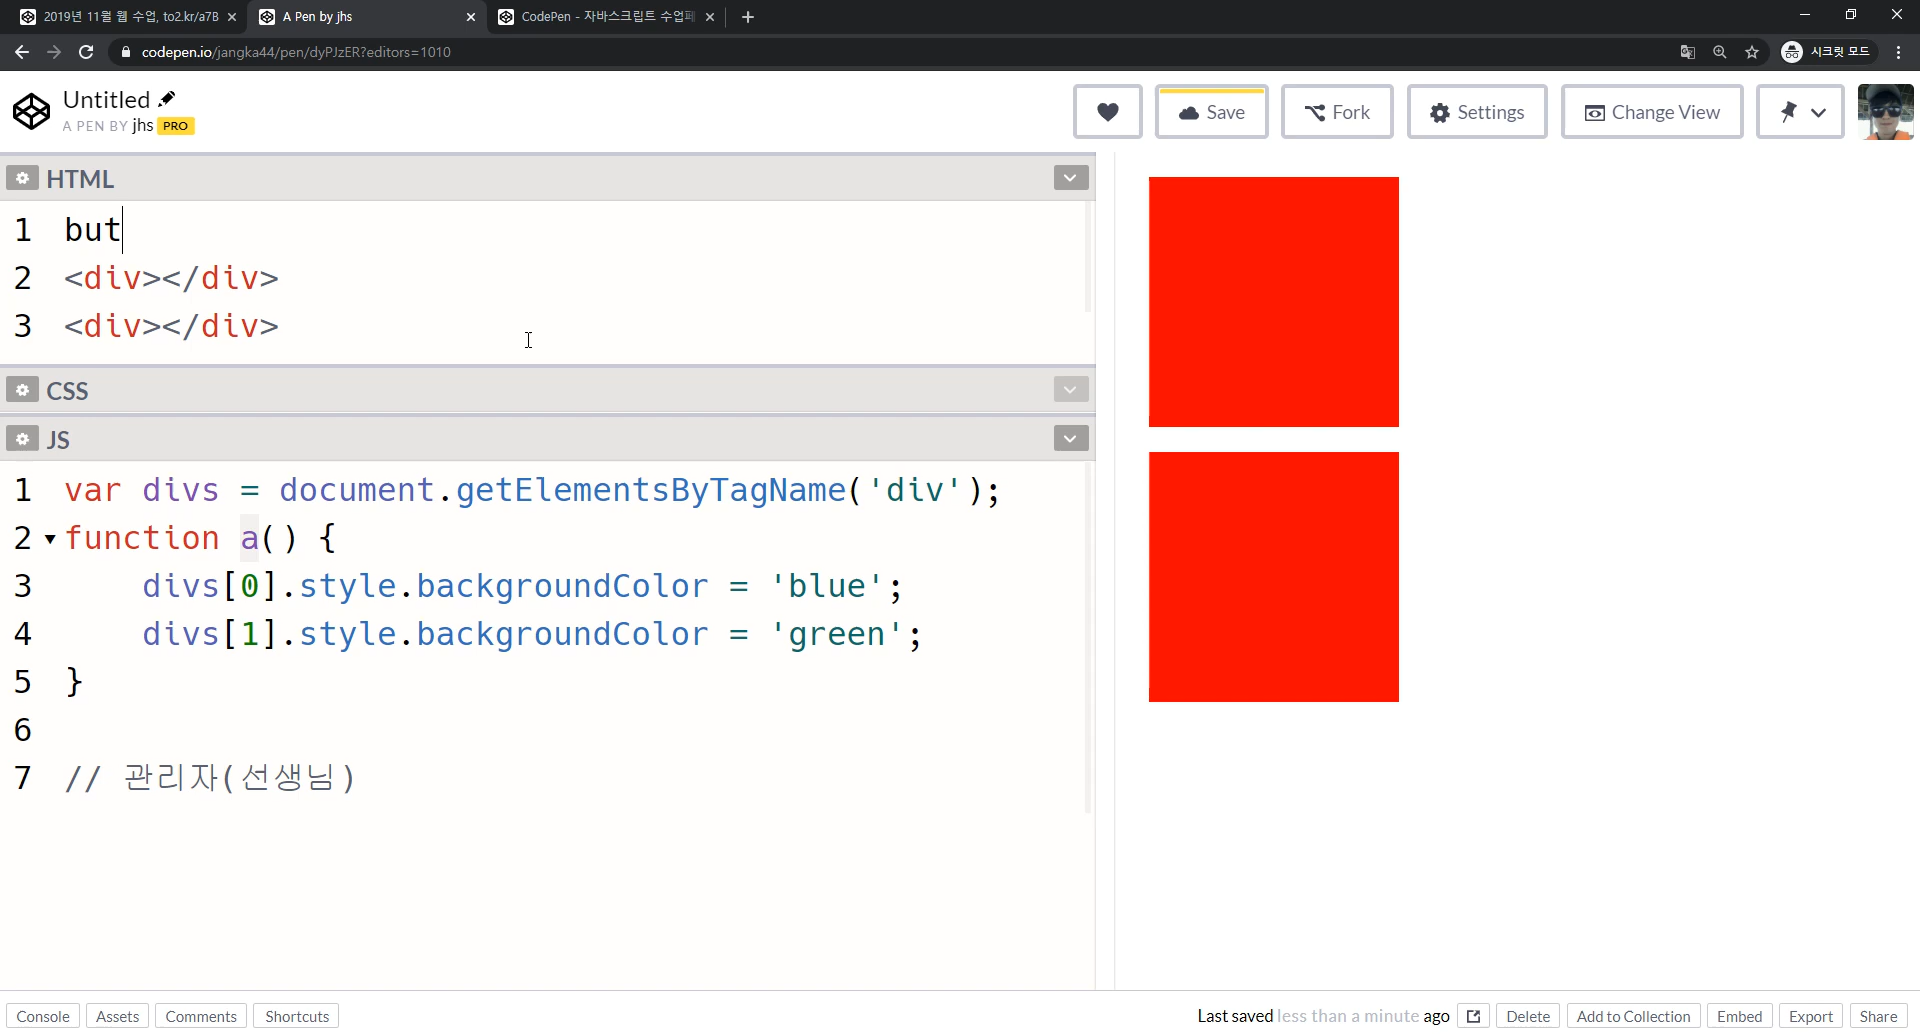 2019년 11월 웹 수업, to2.kr/a7B
A Pen by jhs
CodePen - 자바스크립트 수업페
codepen.io/jangka44/pen/dyPJzER?editors=1010
시크릿 모드
Untitled
A PEN BY jhs PRO
Save
Fork
Settings
Change View
HTML
1 but
2 <div></div>
3 <div></div>
CSS
JS
1 var divs = document.getElementsByTagName('div');
2 function a() {
3 divs[0].style.backgroundColor = 'blue';
4 divs[1].style.backgroundColor = 'green';
5 }
6
7 // 관리자(선생님)
Console
Assets
Comments
Shortcuts
Last saved less than a minute ago
Delete
Add to Collection
Embed
Export
Share